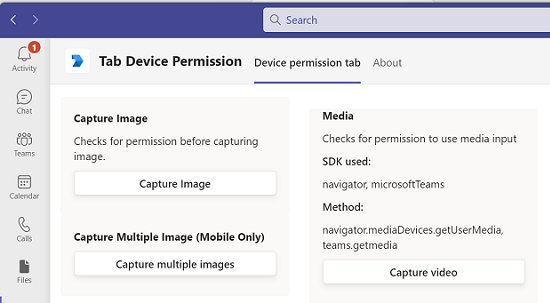 Search
1
Activity
Chat
Teams
Calendar
Calls
Files
Tab Device Permission
Device permission tab
About
Capture Image
Checks for permission before capturing
image.
Capture Image
Capture Multiple Image (Mobile Only)
Capture multiple images
Media
Checks for permission to use media input
SDK used:
navigator, microsoftTeams
Method:
navigator.mediaDevices.getUserMedia,
teams.getmedia
Capture video